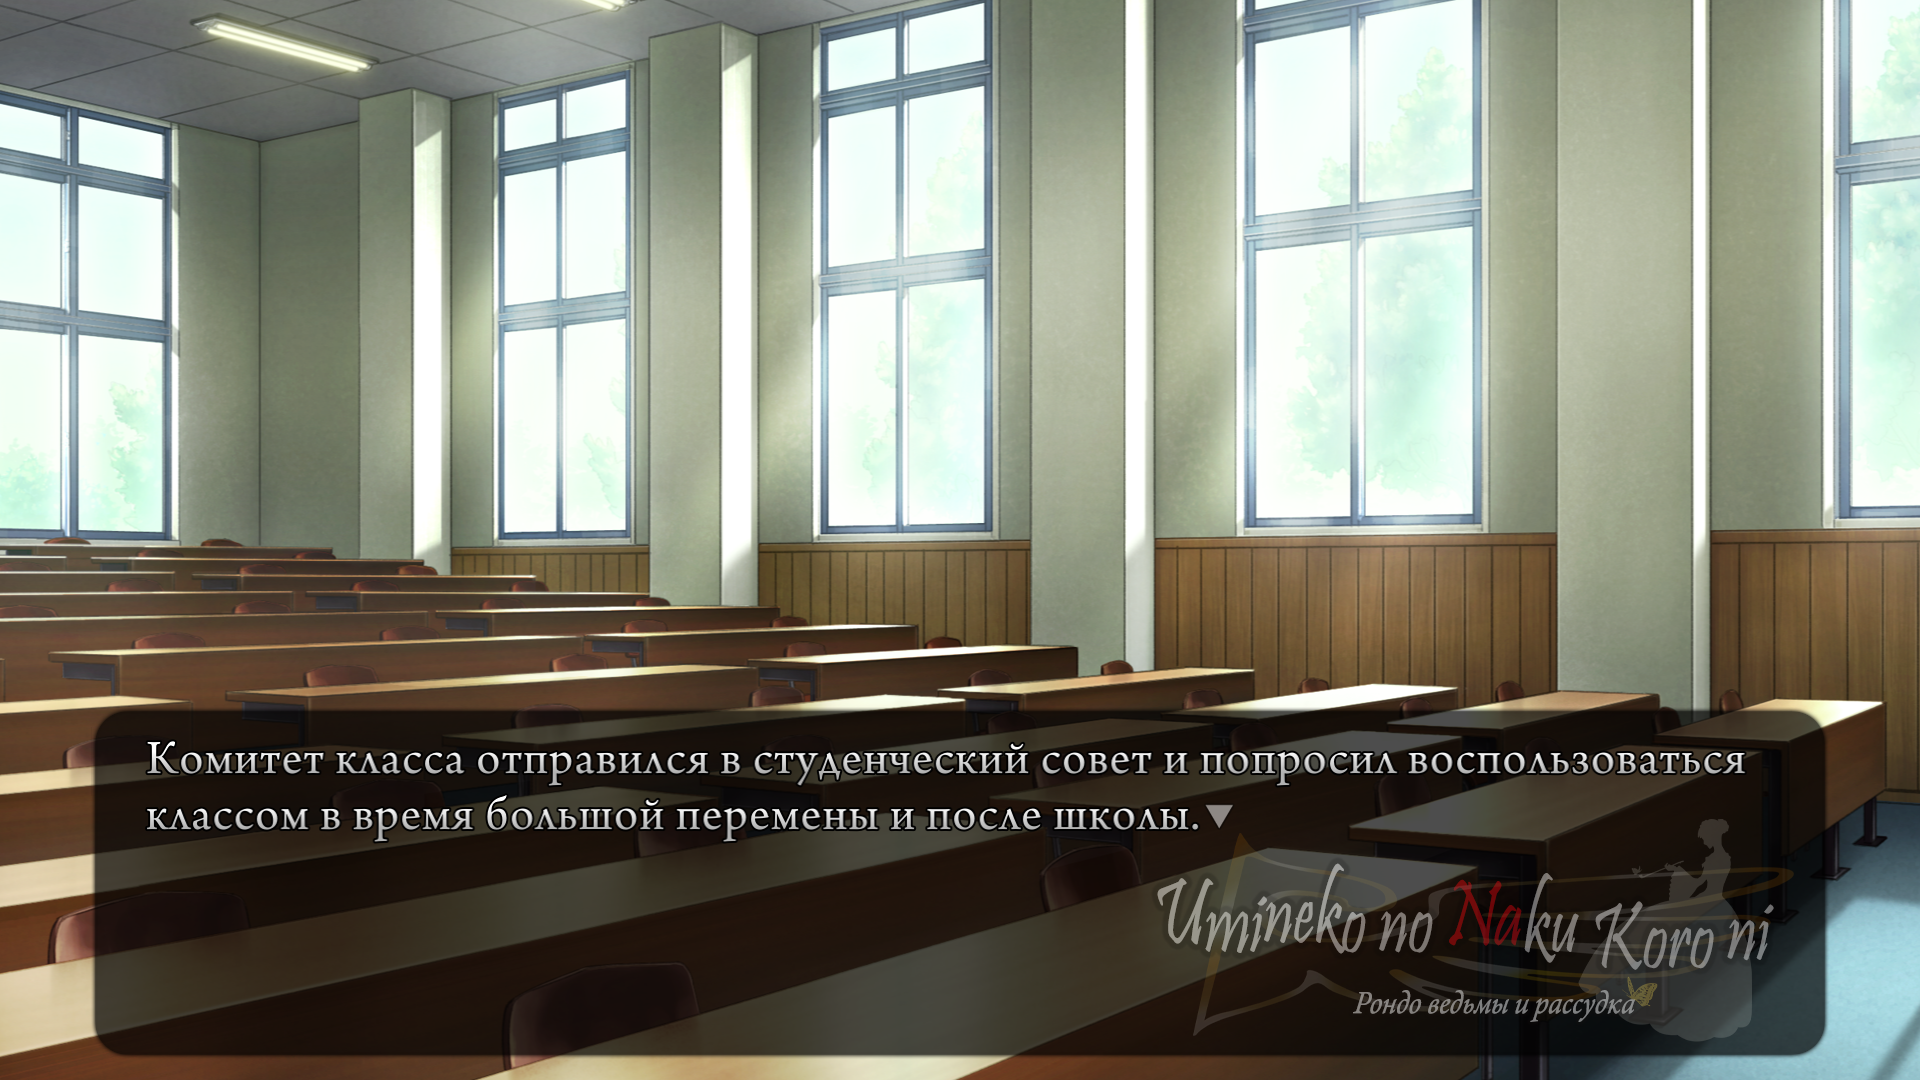 Комитет класса отправился в студенческий совет и попросил воспользоваться
классом в время большой перемены и после школы.
Umineko no Naku Koro ni
Рондо ведьмы и рассудка